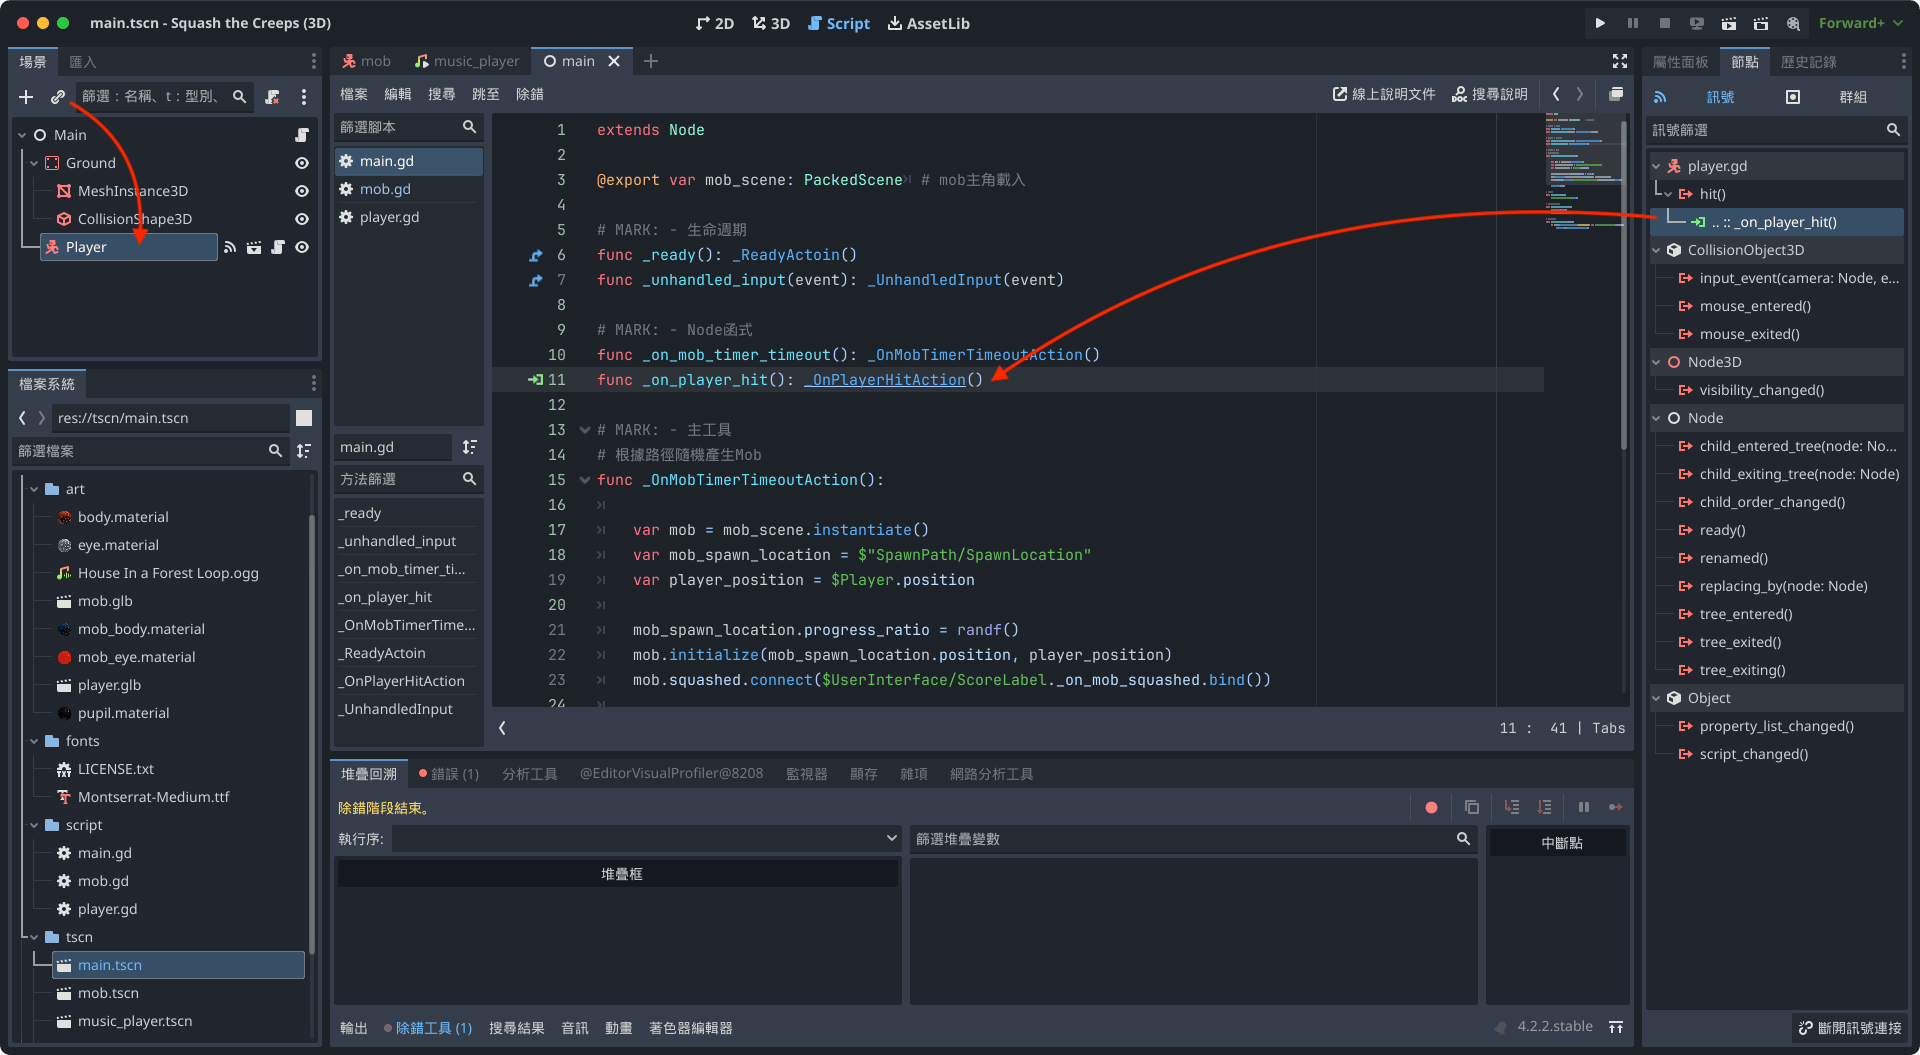 main.tscn - Squash the Creeps (3D)
2D 3D Script AssetLib
Forward+
場景 匯入
篩選：名稱、t：型別、
Main
Ground
MeshInstance3D
CollisionShape3D
Player
檔案系統
res://tscn/main.tscn
篩選檔案
art
body.material
eye.material
House In a Forest Loop.ogg
mob.glb
mob_body.material
mob_eye.material
player.glb
pupil.material
fonts
LICENSE.txt
Montserrat-Medium.ttf
script
main.gd
mob.gd
player.gd
tscn
main.tscn
mob.tscn
music_player.tscn
mob music_player main
檔案 編輯 搜尋 跳至 除錯
線上說明文件 搜尋說明
篩選腳本
main.gd
mob.gd
player.gd
main.gd
方法篩選
_ready
_unhandled_input
_on_mob_timer_ti...
_on_player_hit
_OnMobTimerTime...
_ReadyActoin
_OnPlayerHitAction
_UnhandledInput
1 extends Node
2
3 @export var mob_scene: PackedScene # mob主角載入
4
5 # MARK: - 生命週期
6 func _ready(): _ReadyActoin()
7 func _unhandled_input(event): _UnhandledInput(event)
8
9 # MARK: - Node函式
10 func _on_mob_timer_timeout(): _OnMobTimerTimeoutAction()
11 func _on_player_hit(): _OnPlayerHitAction()
12
13 # MARK: - 主工具
14 # 根據路徑隨機產生Mob
15 func _OnMobTimerTimeoutAction():
16
17 var mob = mob_scene.instantiate()
18 var mob_spawn_location = $"SpawnPath/SpawnLocation"
19 var player_position = $Player.position
20
21 mob_spawn_location.progress_ratio = randf()
22 mob.initialize(mob_spawn_location.position, player_position)
23 mob.squashed.connect($UserInterface/ScoreLabel._on_mob_squashed.bind())
24
11 : 41 | Tabs
堆疊回溯 錯誤 (1) 分析工具 @EditorVisualProfiler@8208 監視器 顯存 雜項 網路分析工具
除錯階段結束。
執行序:
篩選堆疊變數
中斷點
堆疊框
輸出 除錯工具 (1) 搜尋結果 音訊 動畫 著色器編輯器
4.2.2.stable
屬性面板 節點 歷史記錄
訊號 群組
訊號篩選
player.gd
hit()
.. :: _on_player_hit()
CollisionObject3D
input_event(camera: Node, e...
mouse_entered()
mouse_exited()
Node3D
visibility_changed()
Node
child_entered_tree(node: No...
child_exiting_tree(node: Node)
child_order_changed()
ready()
renamed()
replacing_by(node: Node)
tree_entered()
tree_exited()
tree_exiting()
Object
property_list_changed()
script_changed()
斷開訊號連接